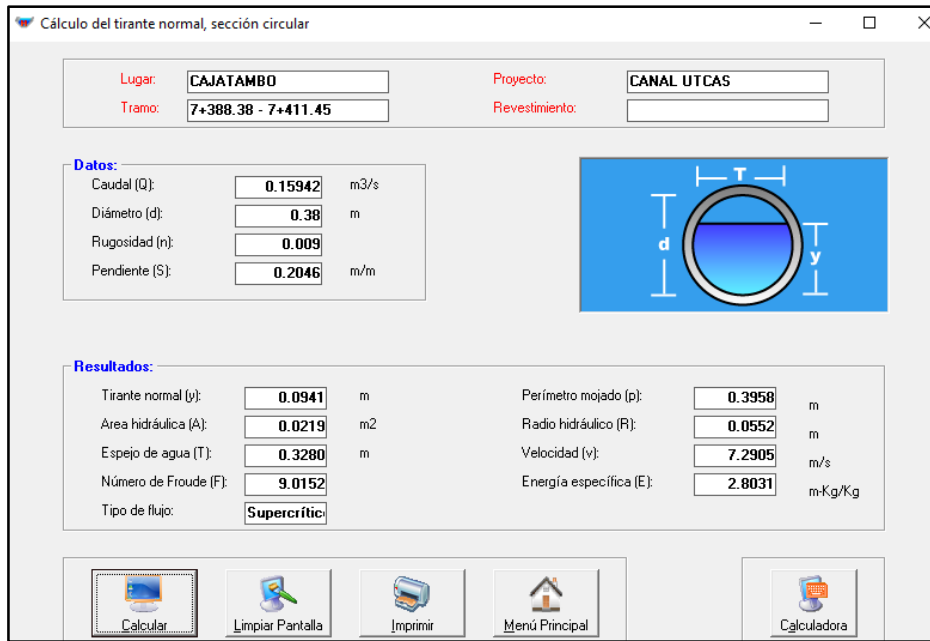 Cálculo del tirante normal, sección circular
Lugar: CAJATAMBO Proyecto: CANAL UTCAS
Tramo: 7+388.38 - 7+411.45 Revestimiento:
Datos:
Caudal (Q): 0.15942 m3/s
Diámetro (d): 0.38 m
Rugosidad (n): 0.009
Pendiente (S): 0.2046 m/m
T
d
y
Resultados:
Tirante normal (y): 0.0941 m Perímetro mojado (p): 0.3958 m
Area hidráulica (A): 0.0219 m2 Radio hidráulico (R): 0.0552 m
Espejo de agua (T): 0.3280 m Velocidad (v): 7.2905 m/s
Número de Froude (F): 9.0152 Energía específica (E): 2.8031 m-Kg/Kg
Tipo de flujo: Supercrític
Calcular Limpiar Pantalla Imprimir Menú Principal Calculadora